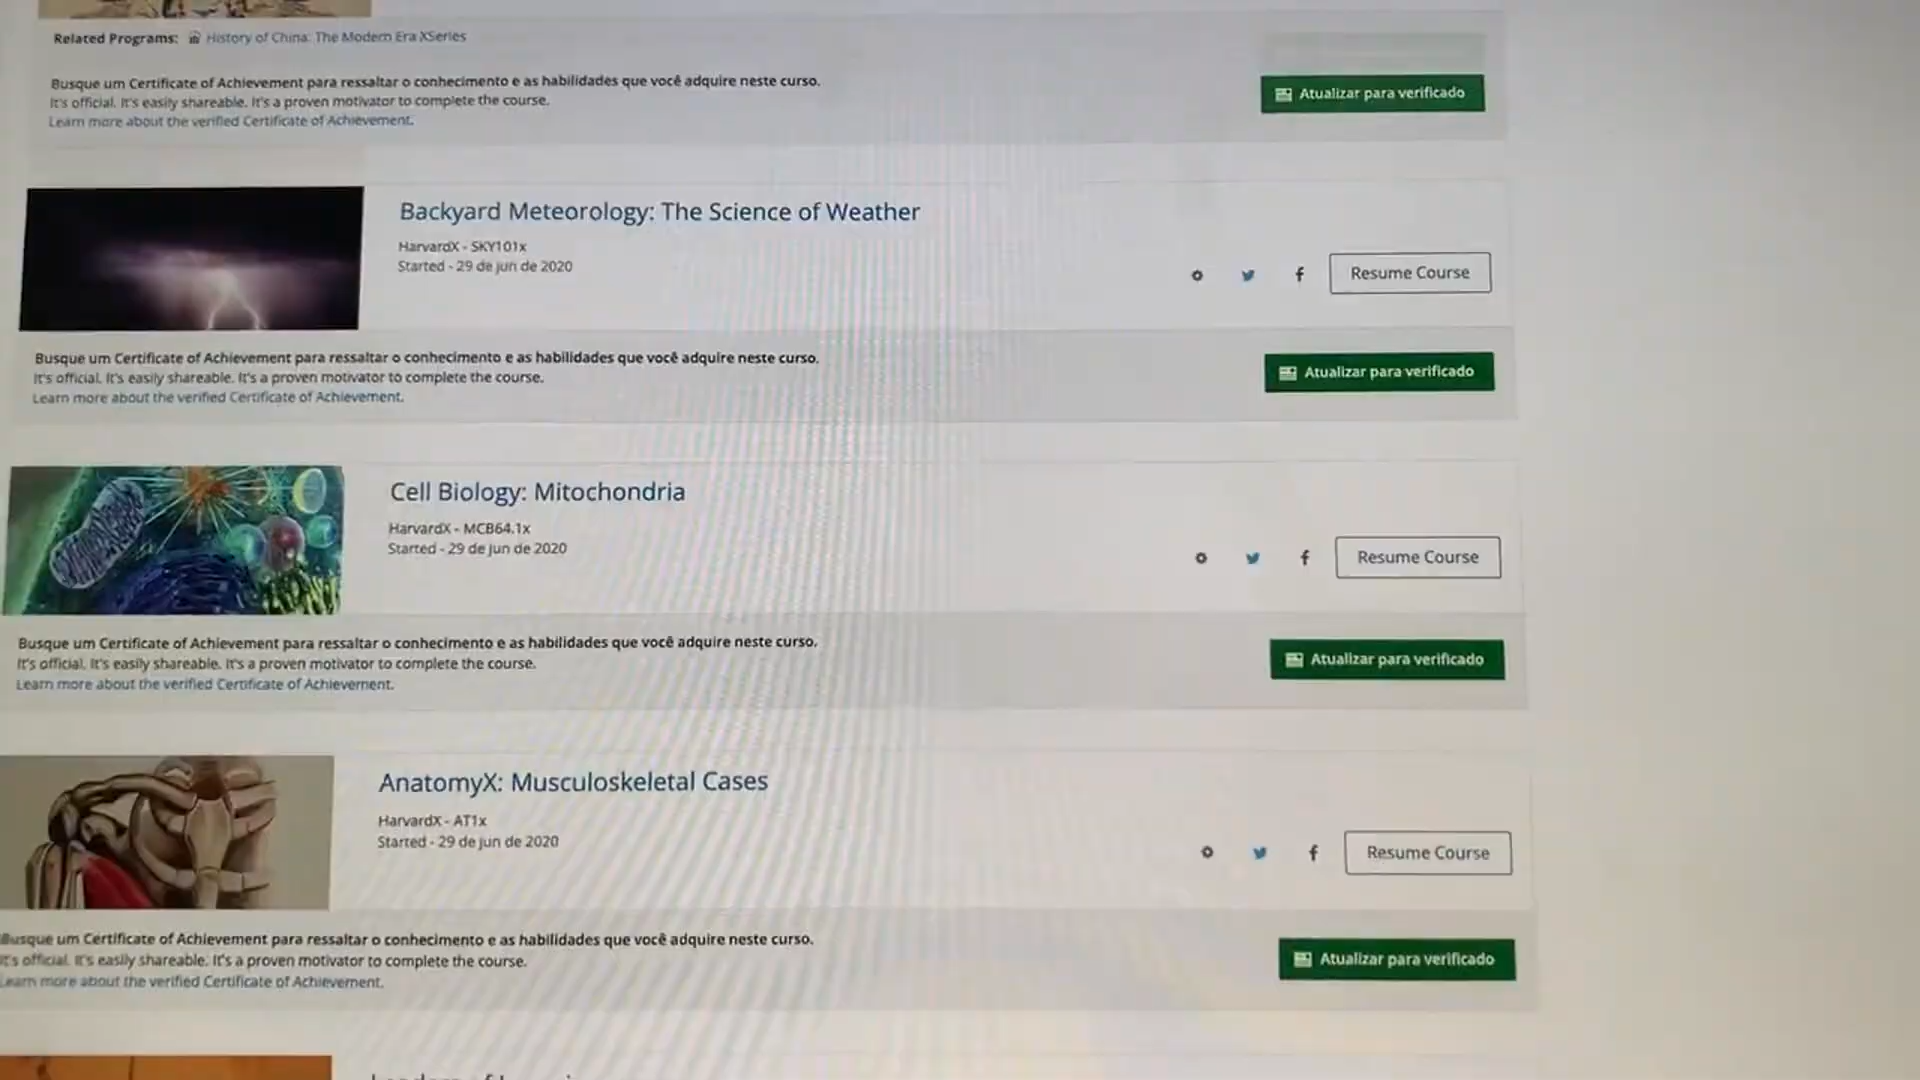 Related Programs: History of China: The Modern Era XSeries
Busque um Certificate of Achievement para ressaltar o conhecimento e as habilidades que você adquire neste curso.
It's official. It's easily shareable. It's a proven motivator to complete the course.
Learn more about the verified Certificate of Achievement.
Atualizar para verificado
Backyard Meteorology: The Science of Weather
HarvardX - SKY101x
Started - 29 de jun de 2020
Resume Course
Busque um Certificate of Achievement para ressaltar o conhecimento e as habilidades que você adquire neste curso.
It's official. It's easily shareable. It's a proven motivator to complete the course.
Learn more about the verified Certificate of Achievement.
Atualizar para verificado
Cell Biology: Mitochondria
HarvardX - MCB64.1x
Started - 29 de jun de 2020
Resume Course
Busque um Certificate of Achievement para ressaltar o conhecimento e as habilidades que você adquire neste curso.
It's official. It's easily shareable. It's a proven motivator to complete the course.
Learn more about the verified Certificate of Achievement.
Atualizar para verificado
AnatomyX: Musculoskeletal Cases
HarvardX - AT1x
Started - 29 de jun de 2020
Resume Course
Busque um Certificate of Achievement para ressaltar o conhecimento e as habilidades que você adquire neste curso.
It's official. It's easily shareable. It's a proven motivator to complete the course.
Learn more about the verified Certificate of Achievement.
Atualizar para verificado